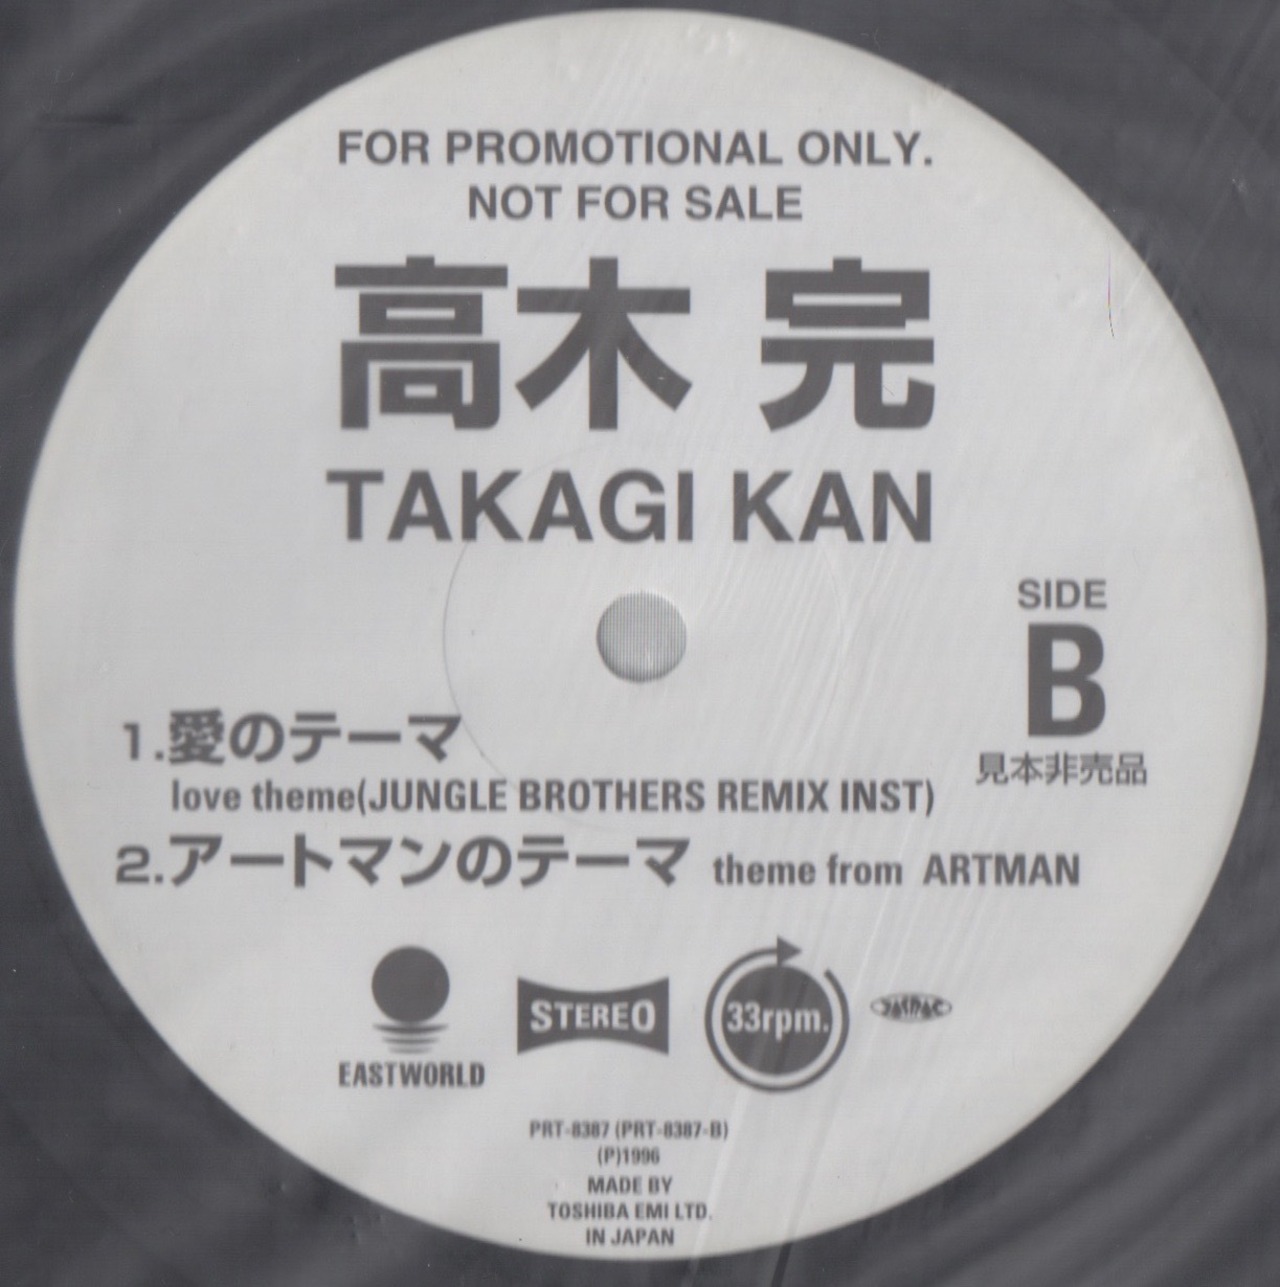 FOR PROMOTIONAL ONLY.
NOT FOR SALE
高木 完
TAKAGI KAN
SIDE
B
見本非売品
1.愛のテーマ
love theme(JUNGLE BROTHERS REMIX INST)
2.アートマンのテーマ theme from ARTMAN
EASTWORLD
STEREO
33rpm.
JASRAC
PRT-8387 (PRT-8387-B)
(P)1996
MADE BY
TOSHIBA EMI LTD.
IN JAPAN